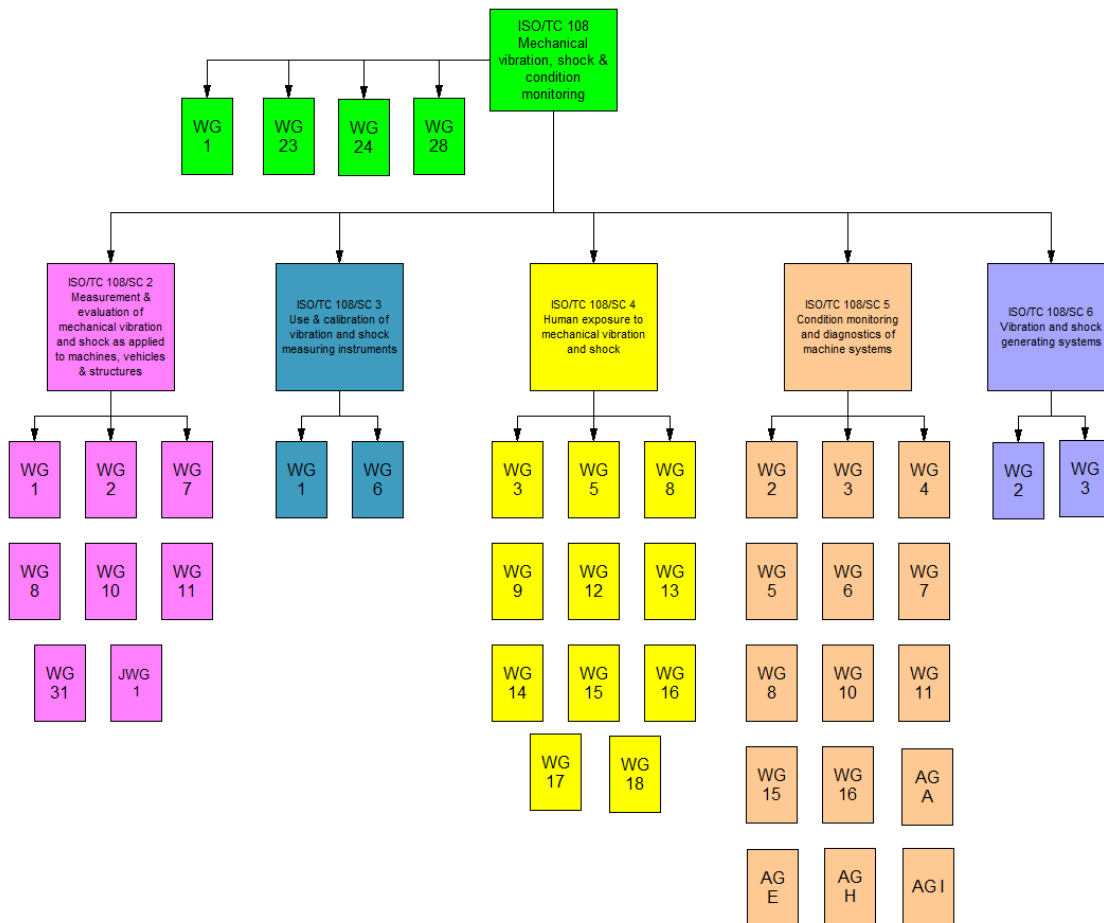 ISO/TC 108
Mechanical
vibration, shock &
condition
monitoring
WG
1
WG
23
WG
24
WG
28
ISO/TC 108/SC 2
Measurement &
evaluation of
mechanical vibration
and shock as applied
to machines, vehicles
& structures
ISO/TC 108/SC 3
Use & calibration of
vibration and shock
measuring instruments
ISO/TC 108/SC 4
Human exposure to
mechanical vibration
and shock
ISO/TC 108/SC 5
Condition monitoring
and diagnostics of
machine systems
ISO/TC 108/SC 6
Vibration and shock
generating systems
WG
1
WG
2
WG
7
WG
8
WG
10
WG
11
WG
31
JWG
1
WG
1
WG
6
WG
3
WG
5
WG
8
WG
9
WG
12
WG
13
WG
14
WG
15
WG
16
WG
17
WG
18
WG
2
WG
3
WG
4
WG
5
WG
6
WG
7
WG
8
WG
10
WG
11
WG
15
WG
16
AG
A
AG
E
AG
H
AG I
WG
2
WG
3